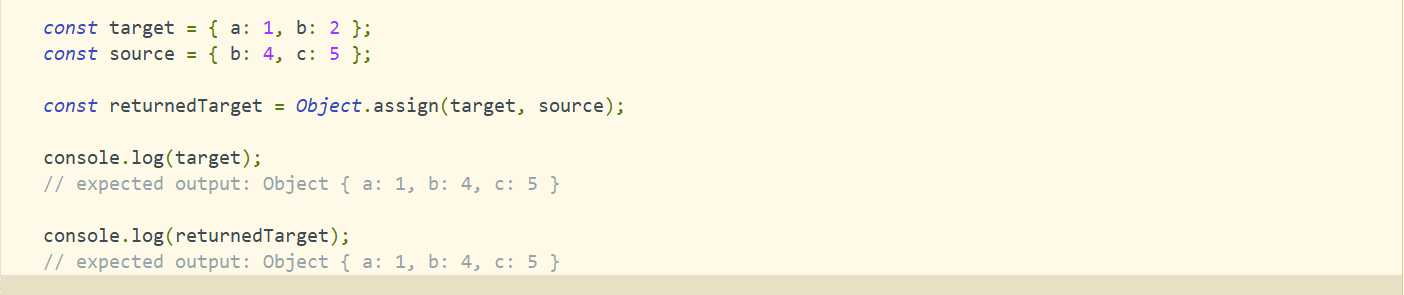 const target = { a: 1, b: 2 };
const source = { b: 4, c: 5 };
const returnedTarget = Object.assign(target, source);
console.log(target);
// expected output: Object { a: 1, b: 4, c: 5 }
console.log(returnedTarget);
// expected output: Object { a: 1, b: 4, c: 5 }